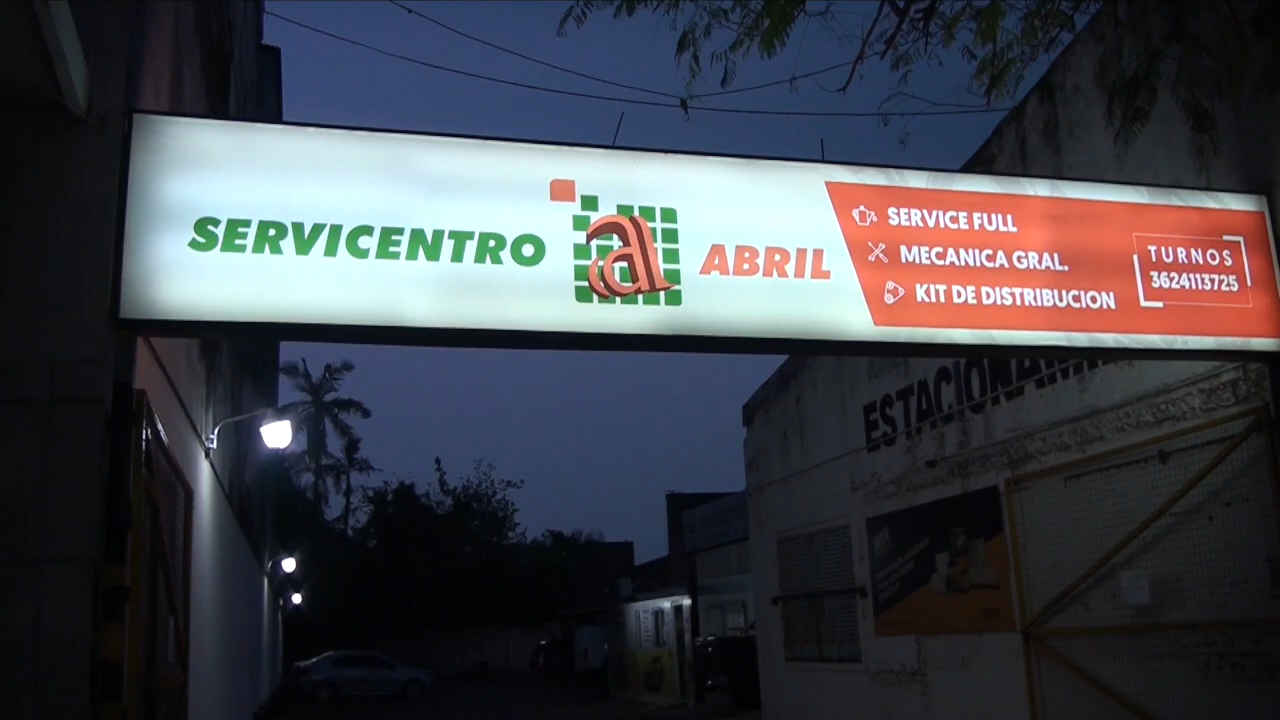 SERVICENTRO a ABRIL
SERVICE FULL
MECANICA GRAL.
KIT DE DISTRIBUCION
TURNOS
3624113725